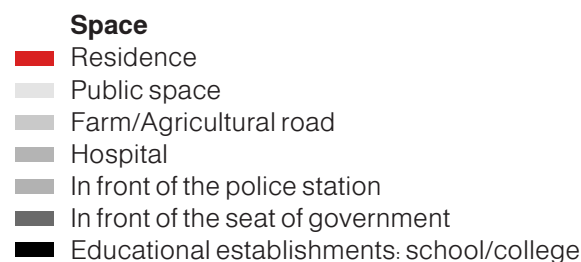 Space
Residence
Public space
Farm/Agricultural road
Hospital
In front of the police station
In front of the seat of government
Educational establishments: school/college